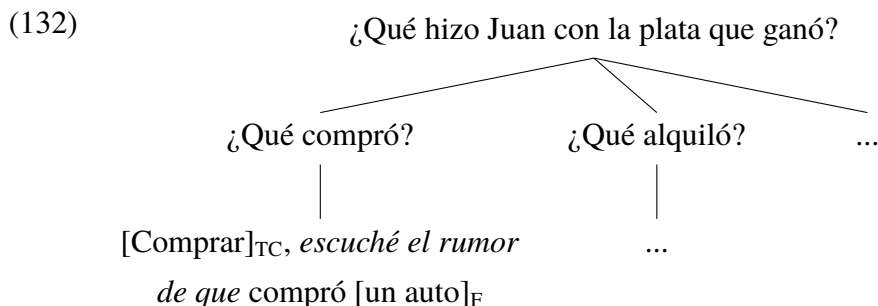 (132)
¿Qué hizo Juan con la plata que ganó?
¿Qué compró? ¿Qué alquiló? ...
[Comprar]TC, escuché el rumor ...
de que compró [un auto]F